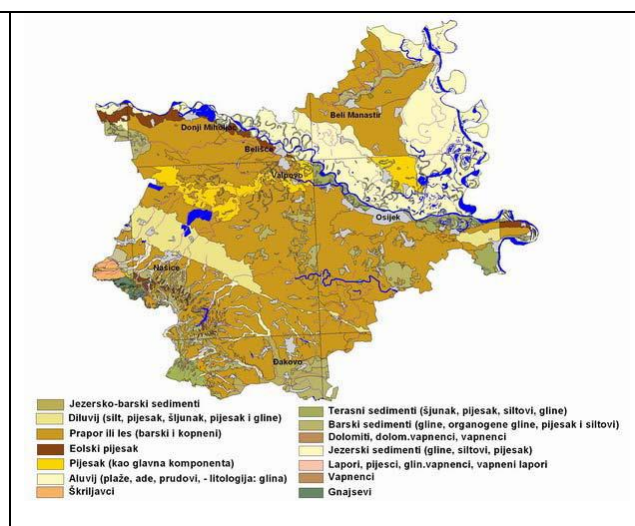 Beli Manastir
Donji Miholjac
Belišće
Valpovo
Osijek
Našice
Đakovo
Jezersko-barski sedimenti
Diluvij (silt, pijesak, šljunak, pijesak i gline)
Prapor ili les (barski i kopneni)
Eolski pijesak
Pijesak (kao glavna komponenta)
Aluvij (plaže, ade, prudovi, - litologija: glina)
Škriljavci
Terasni sedimenti (šjunak, pijesak, siltovi, gline)
Barski sedimenti (gline, organogene gline, pijesak i siltovi)
Dolomiti, dolom.vapnenci, vapnenci
Jezerski sedimenti (gline, siltovi, pijesak)
Lapori, pijesci, glin.vapnenci, vapneni lapori
Vapnenci
Gnajsevi